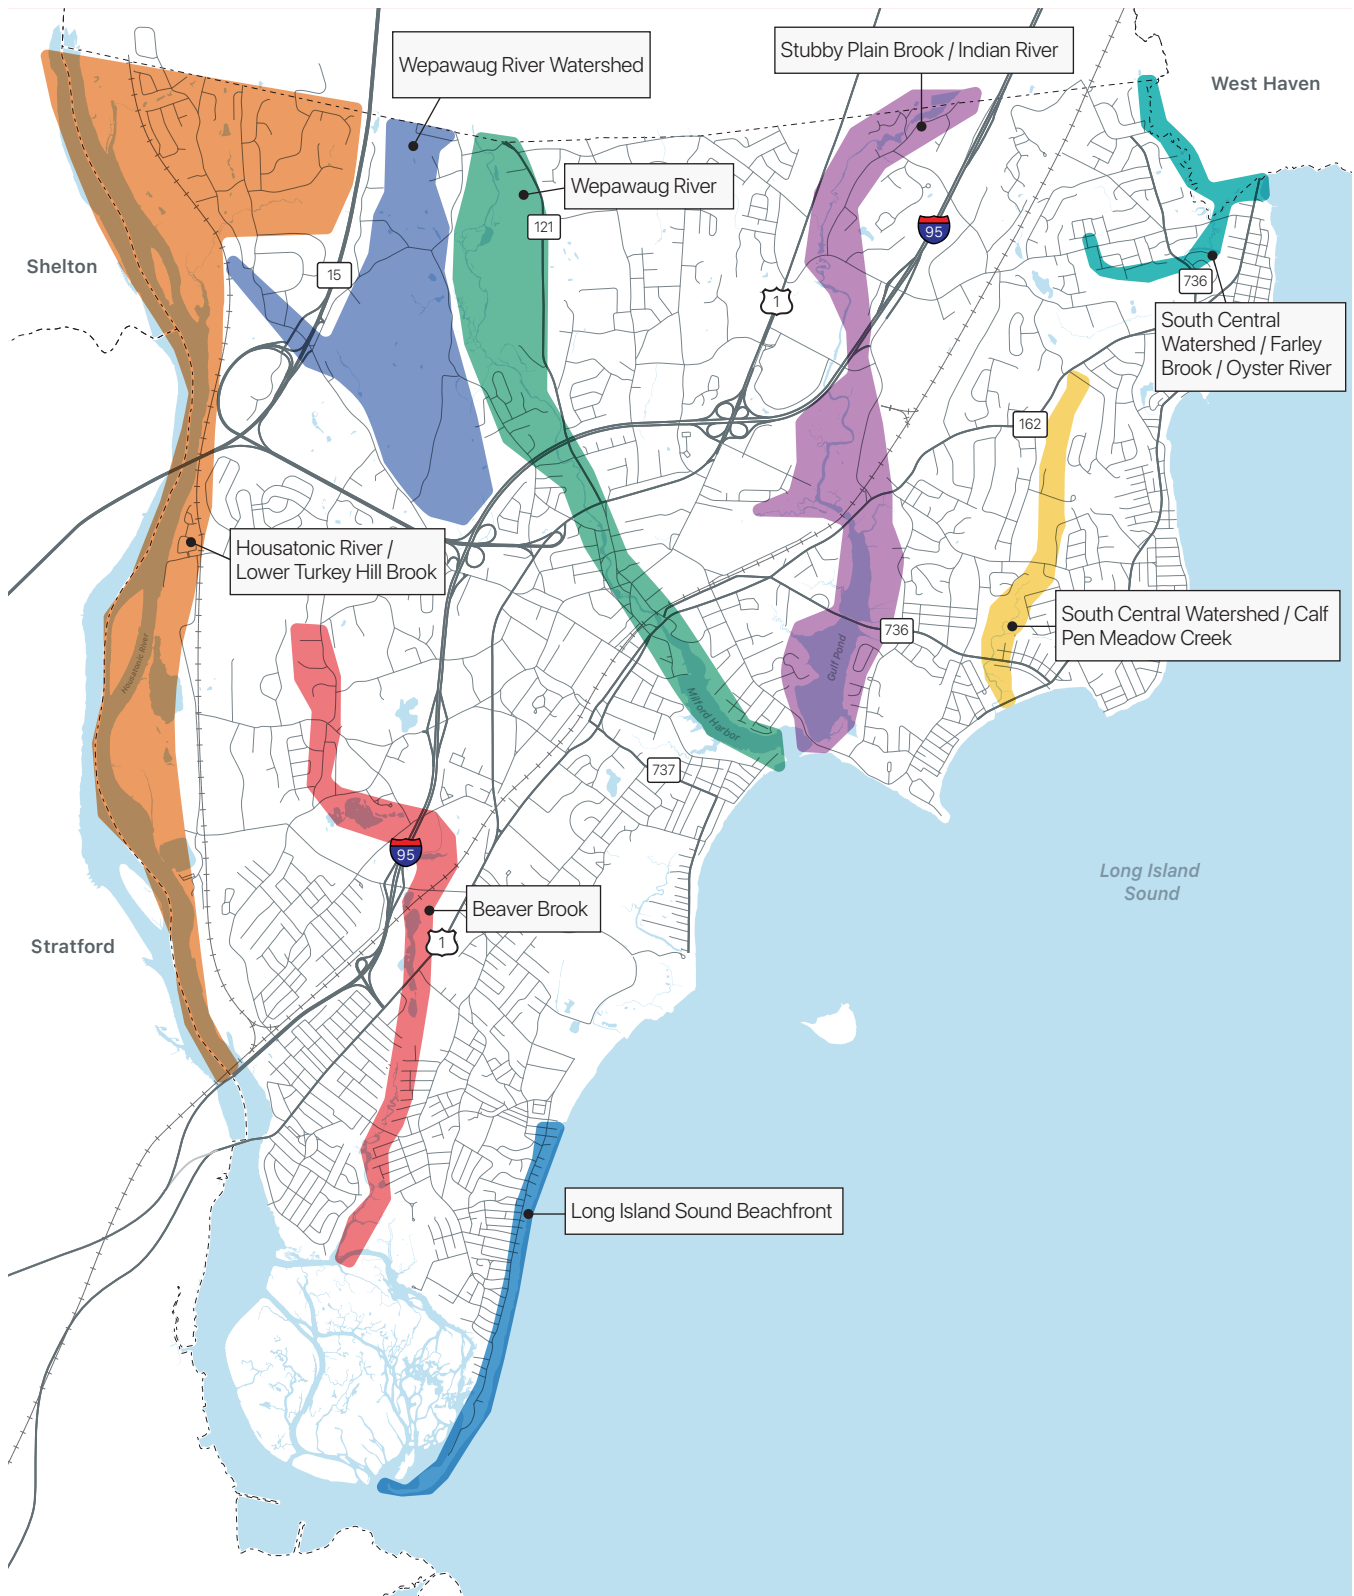 Stubby Plain Brook / Indian River
Wepawaug River Watershed
West Haven
Wepawaug River
121
95
Shelton
15
736
1
South Central
Watershed / Farley
Brook / Oyster River
162
Housatonic River /
Lower Turkey Hill Brook
South Central Watershed / Calf
Pen Meadow Creek
736
Housatonic River
Gulf Pond
Milford Harbor
737
95
Long Island
Sound
Beaver Brook
Stratford
1
Long Island Sound Beachfront